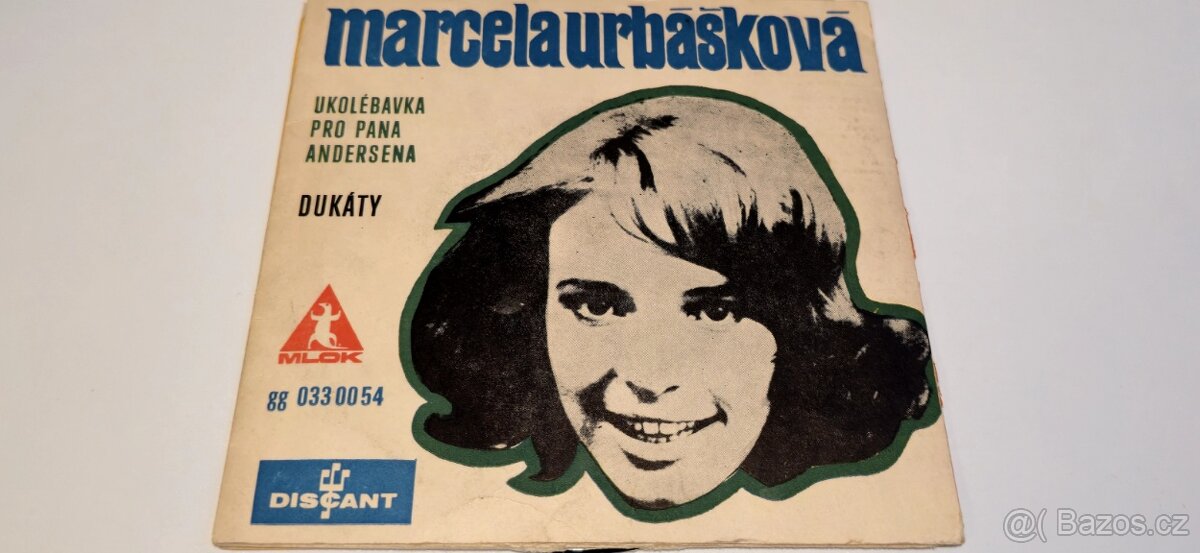 marcelaurbášková
UKOLÉBAVKA
PRO PANA
ANDERSENA
DUKÁTY
MLOK
gg 0330054
DISCANT
@( Bazos.cz